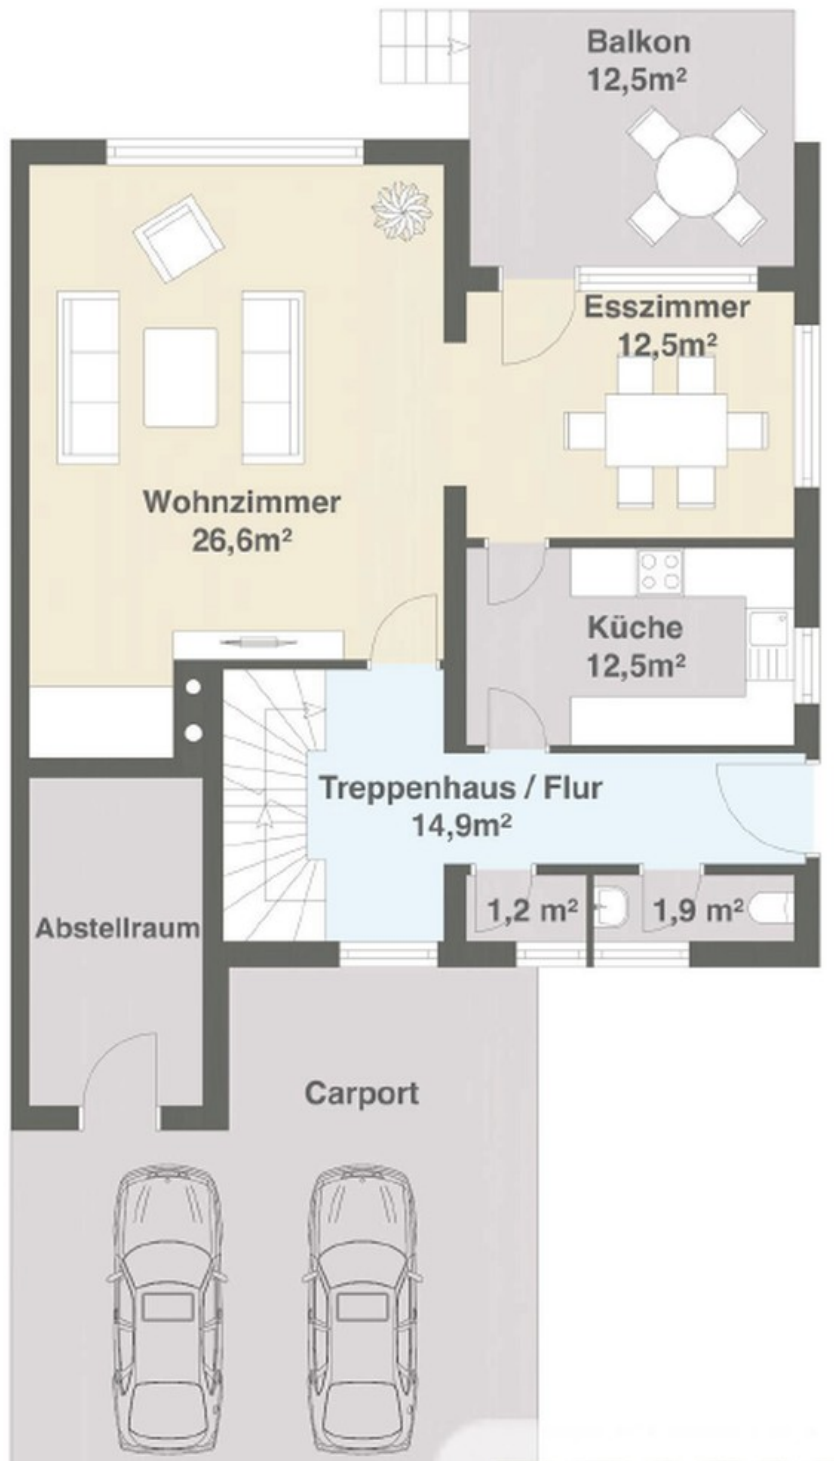 Balkon
12,5m²
Esszimmer
12,5m²
Wohnzimmer
26,6m²
Küche
12,5m²
Treppenhaus / Flur
14,9m²
Abstellraum
1,2 m²
1,9 m²
Carport